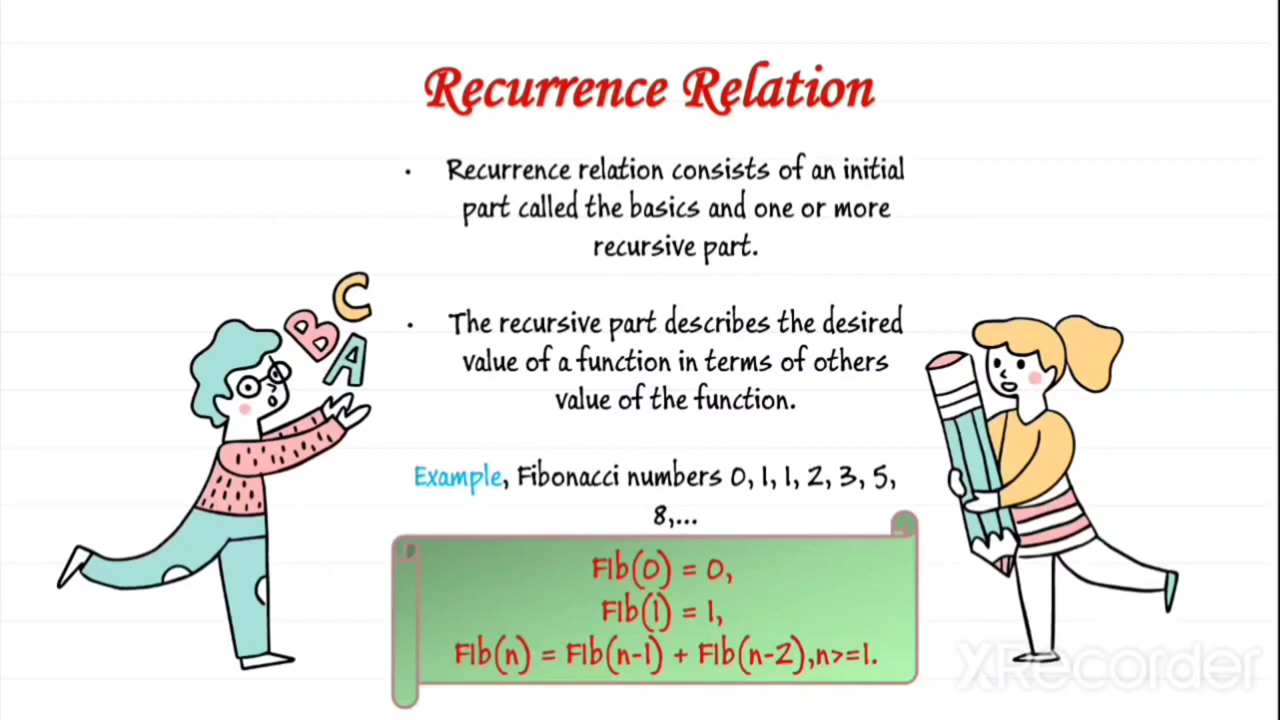 Recurrence Relation
• Recurrence relation consists of an initial
part called the basics and one or more
recursive part.
• The recursive part describes the desired
value of a function in terms of others
value of the function.
Example, Fibonacci numbers 0, 1, 1, 2, 3, 5,
8,...
C
B
A
FIb(0) = 0,
FIb(1) = 1,
FIb(n) = FIb(n-1) + FIb(n-2),n>=1.
XRecorder